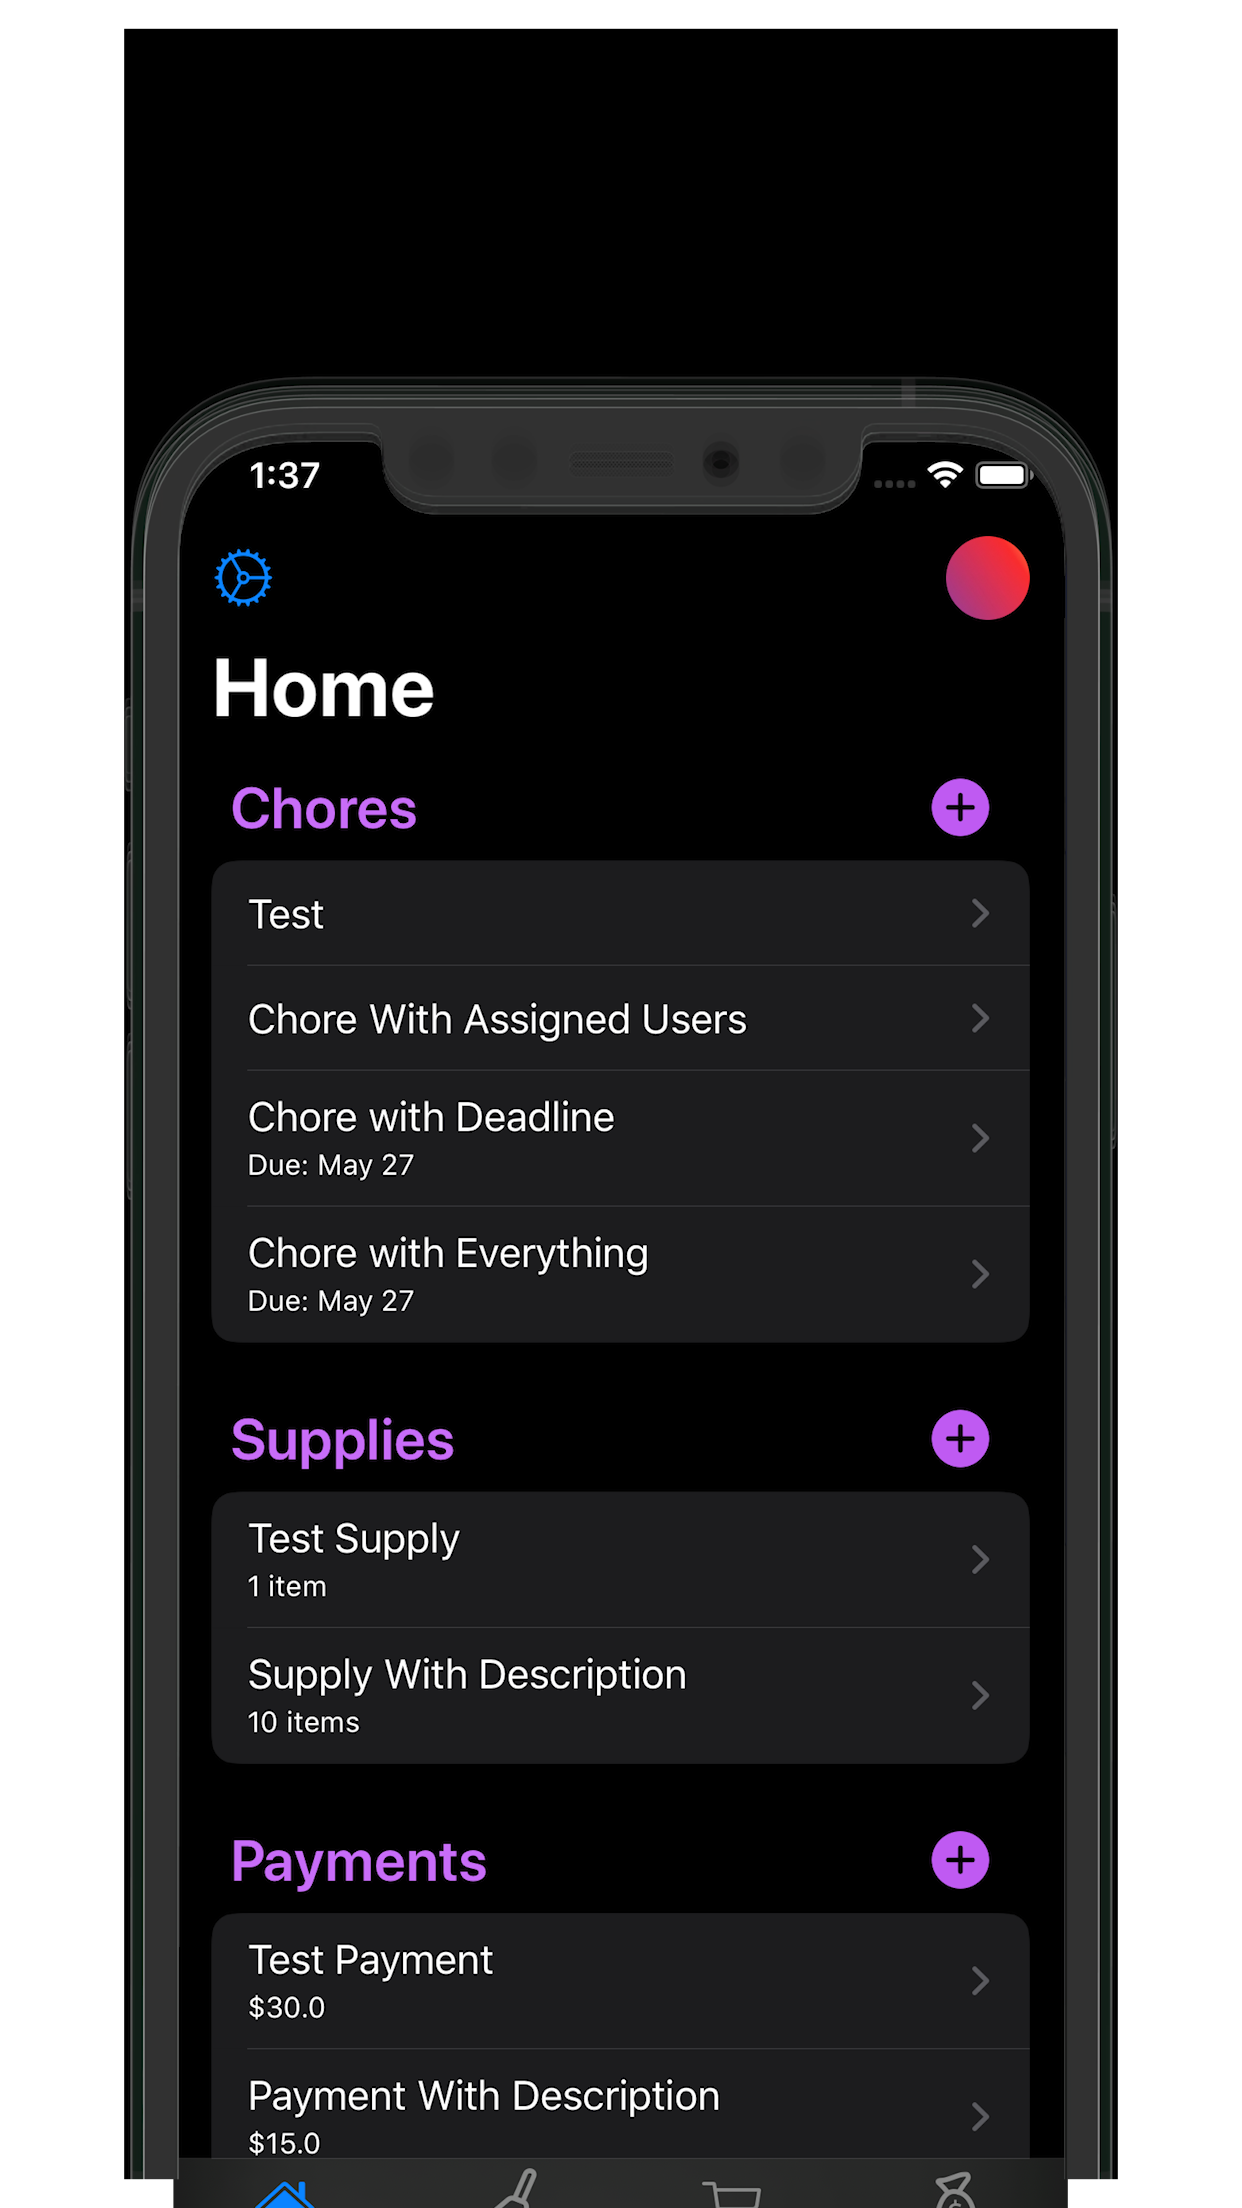 1:37
Home
Chores
Test
Chore With Assigned Users
Chore with Deadline
Due: May 27
Chore with Everything
Due: May 27
Supplies
Test Supply
1 item
Supply With Description
10 items
Payments
Test Payment
$30.0
Payment With Description
$15.0